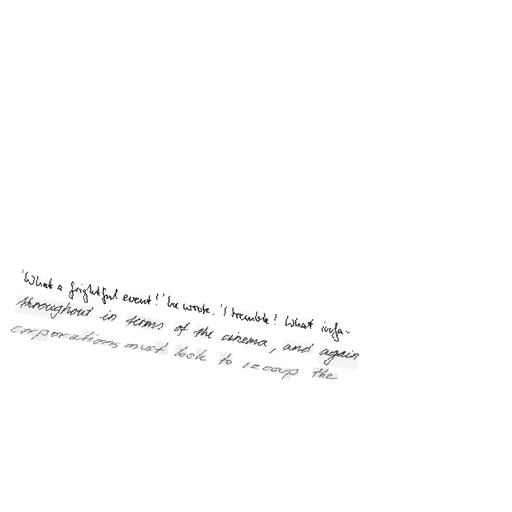 'What a frightful event!' he wrote. 'I tremble! What infa-
throughout in terms of the cinema, and again
corporations must look to recoup the